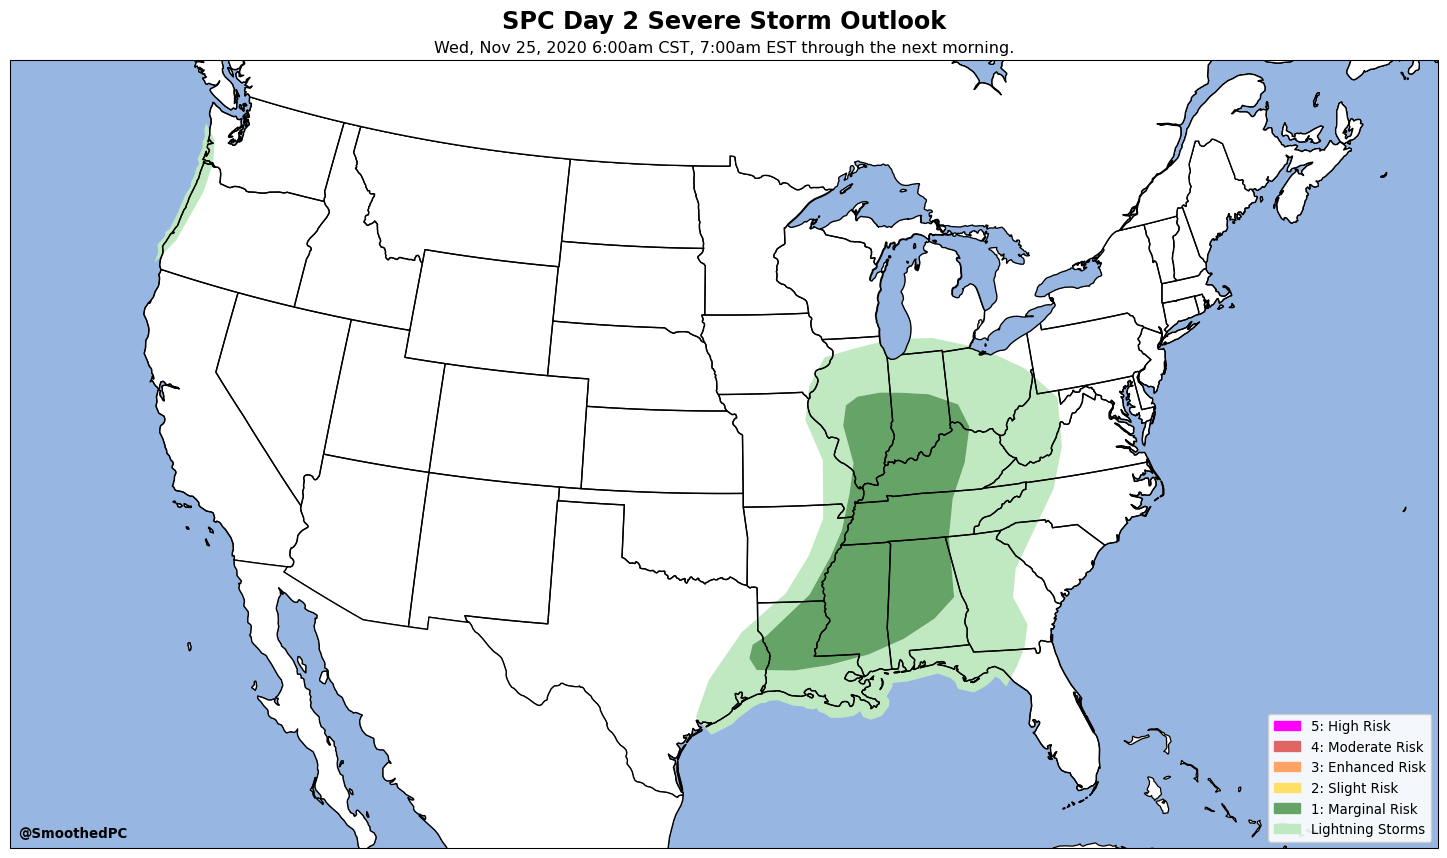 SPC Day 2 Severe Storm Outlook
Wed, Nov 25, 2020 6:00am CST, 7:00am EST through the next morning.
5: High Risk
4: Moderate Risk
3: Enhanced Risk
2: Slight Risk
1: Marginal Risk
Lightning Storms
@SmoothedPC